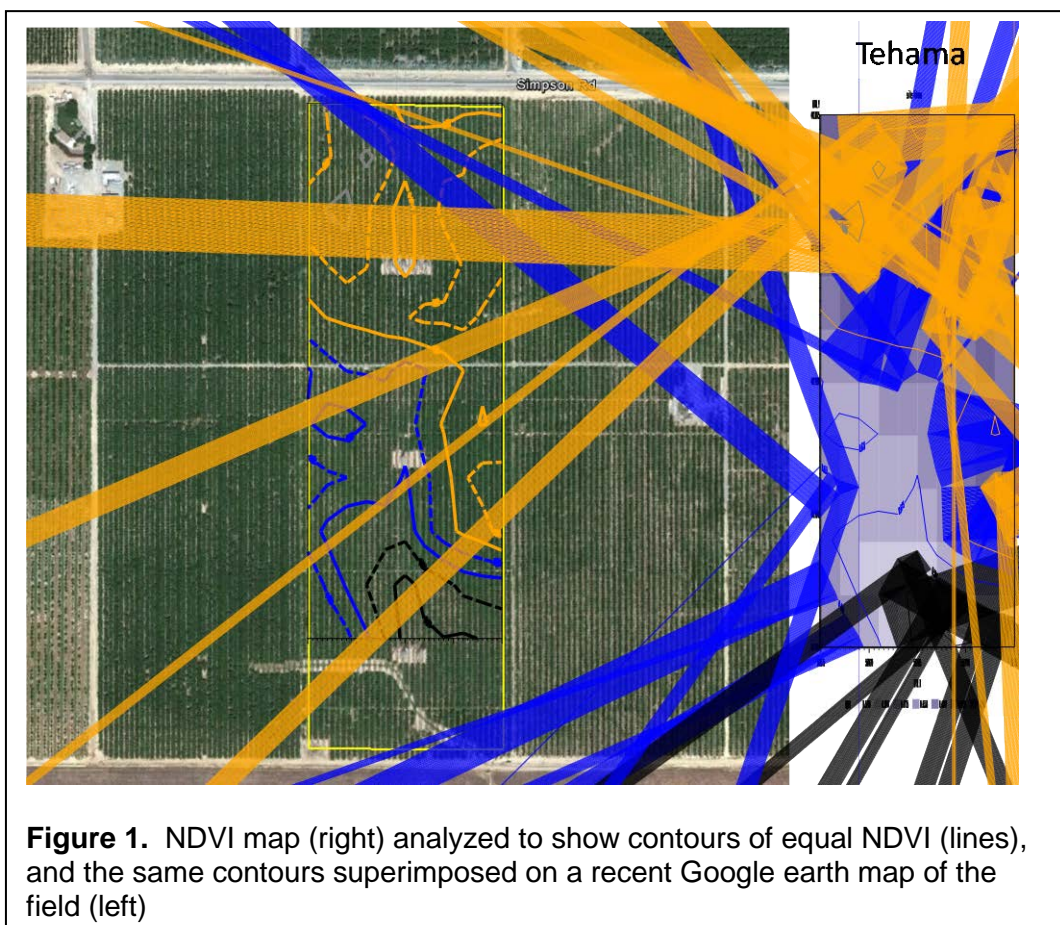 Tehama
Simpson Rd
Figure 1. NDVI map (right) analyzed to show contours of equal NDVI (lines),
and the same contours superimposed on a recent Google earth map of the
field (left)